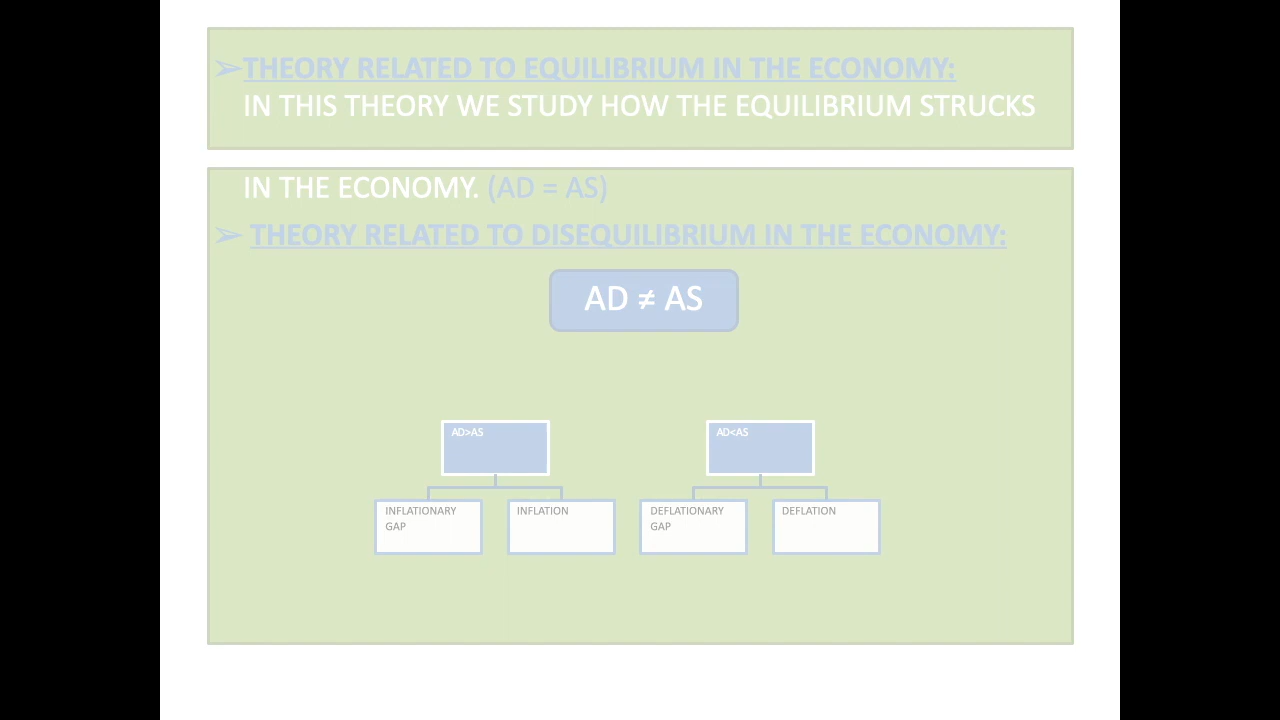 ➢THEORY RELATED TO EQUILIBRIUM IN THE ECONOMY:
IN THIS THEORY WE STUDY HOW THE EQUILIBRIUM STRUCKS
IN THE ECONOMY. (AD = AS)
➢ THEORY RELATED TO DISEQUILIBRIUM IN THE ECONOMY:
AD ≠ AS
AD>AS
AD<AS
INFLATIONARY
GAP
INFLATION
DEFLATIONARY
GAP
DEFLATION